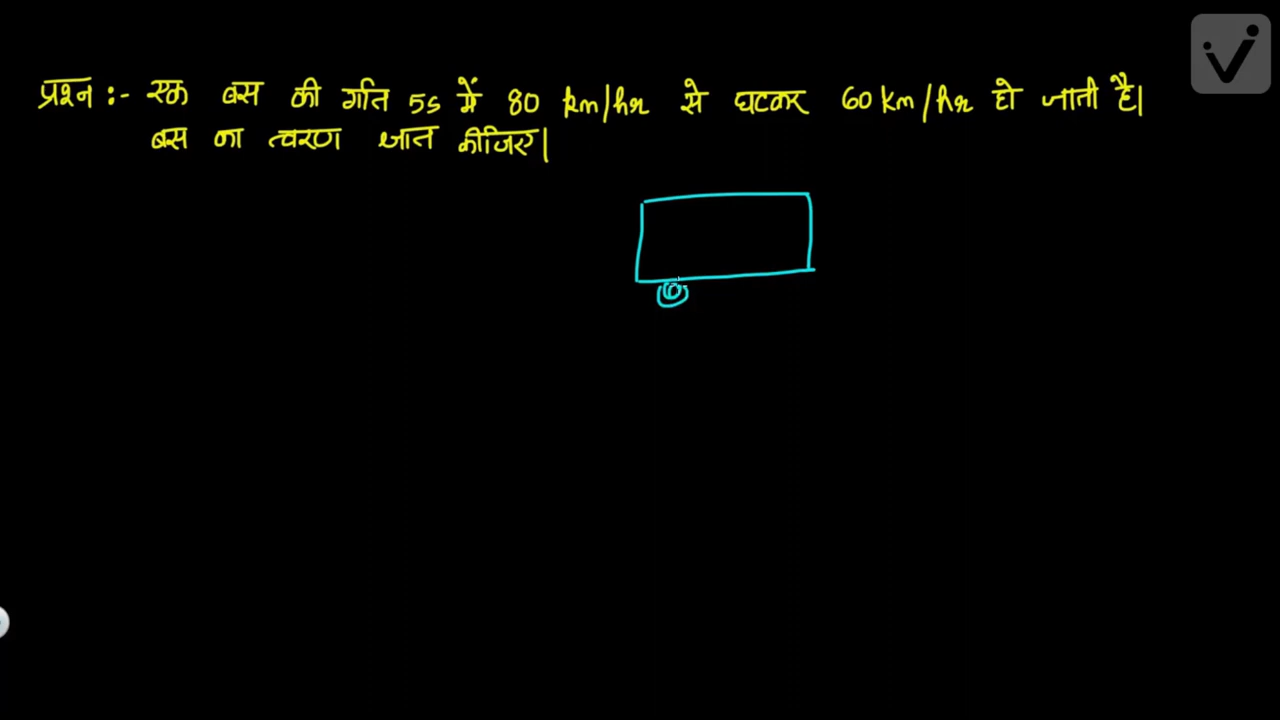 प्रश्न :- एक बस की गति 5s में 80 km/hr से घटकर 60 km/hr हो जाती है।
बस का त्वरण ज्ञात कीजिए।